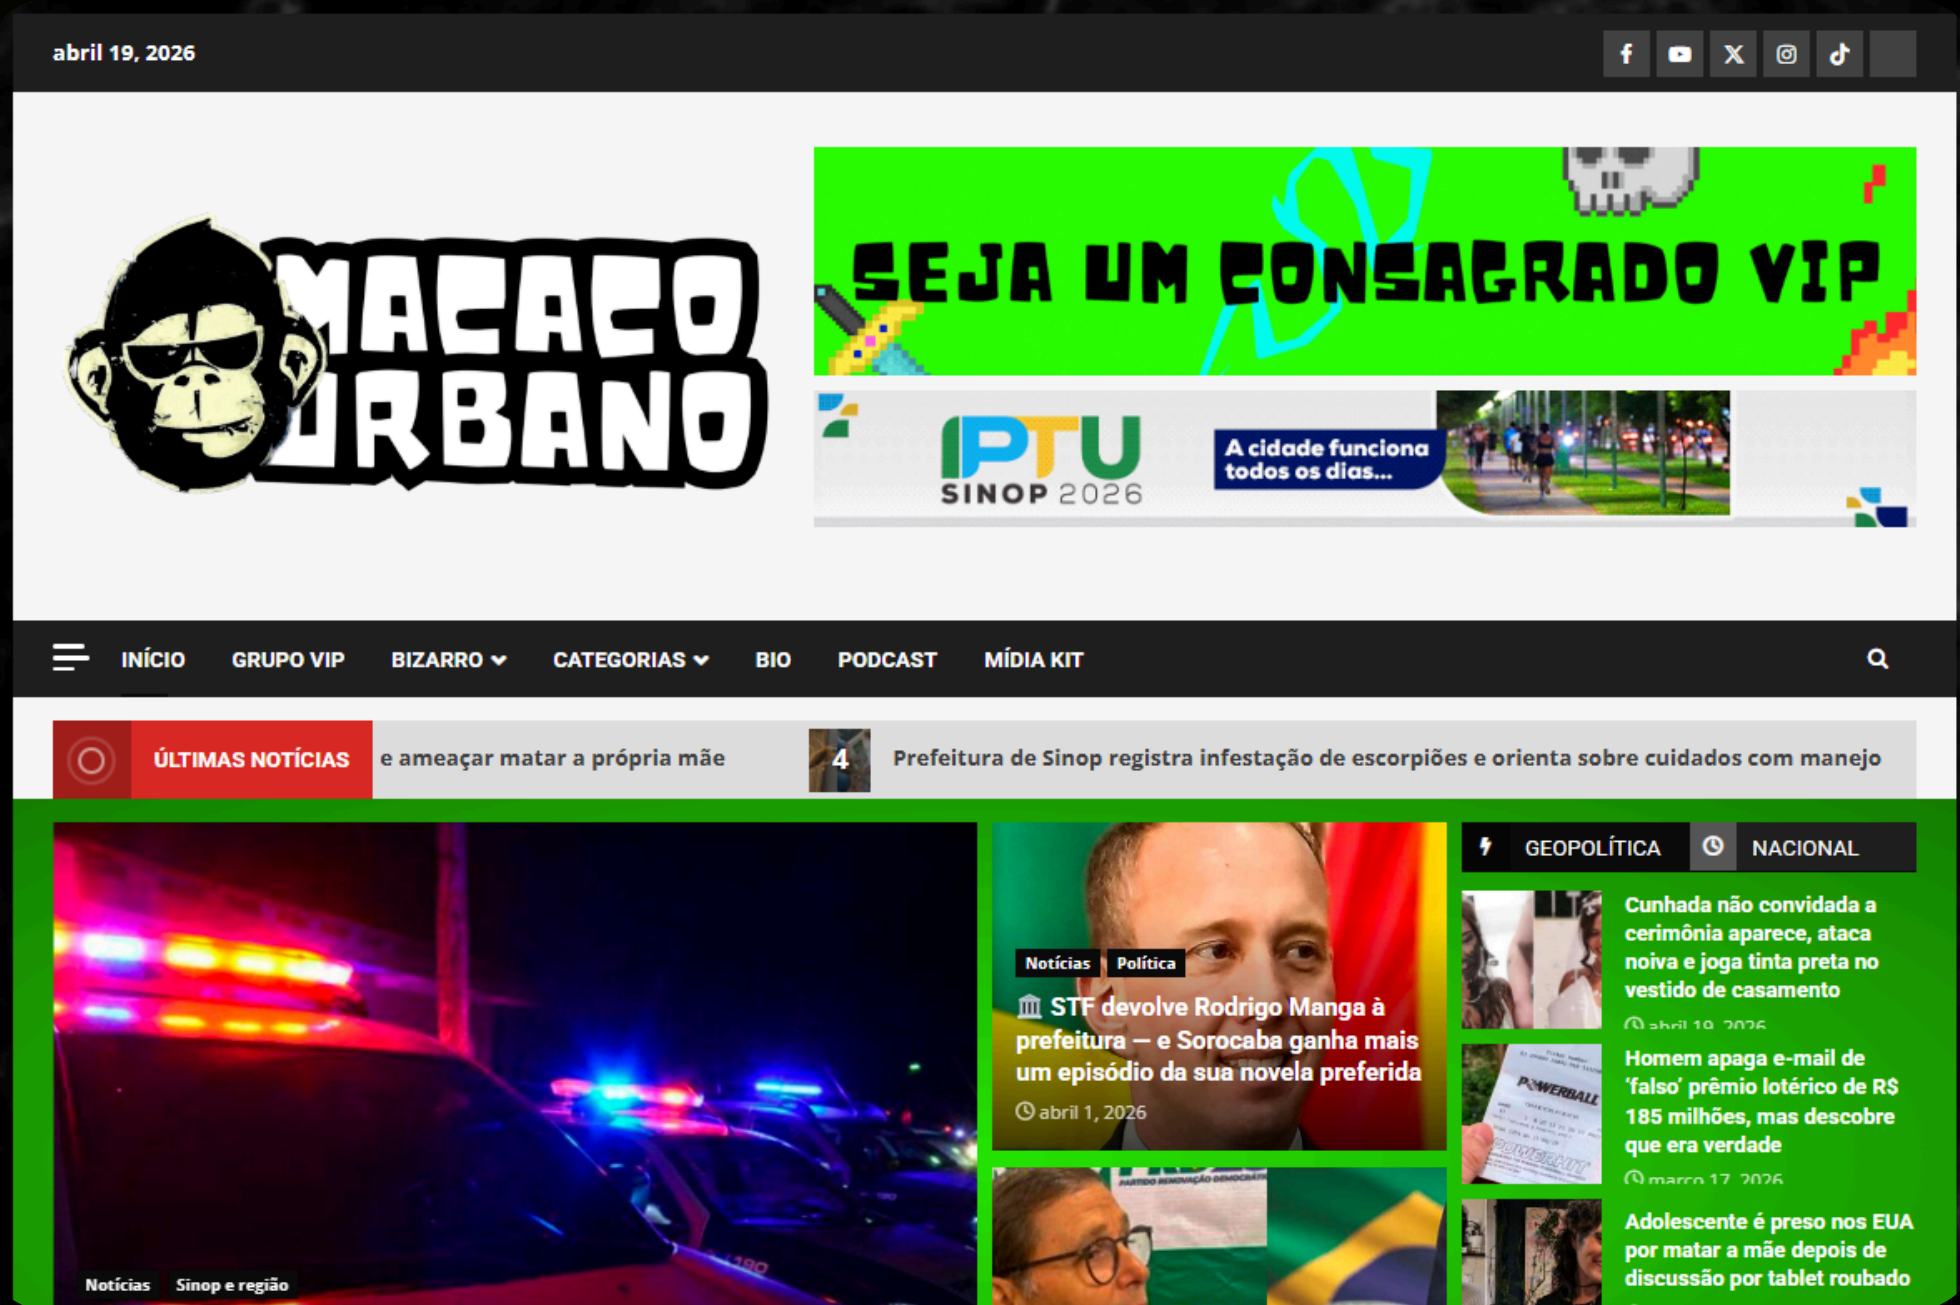 abril 19, 2026
MACACO
URBANO
SEJA UM CONSAGRADO VIP
IPTU
SINOP 2026
A cidade funciona
todos os dias...
INÍCIO GRUPO VIP BIZARRO CATEGORIAS BIO PODCAST MÍDIA KIT
ÚLTIMAS NOTÍCIAS
e ameaçar matar a própria mãe
4
Prefeitura de Sinop registra infestação de escorpiões e orienta sobre cuidados com manejo
190
Notícias Sinop e região
Notícias Política
🏛 STF devolve Rodrigo Manga à
prefeitura — e Sorocaba ganha mais
um episódio da sua novela preferida
abril 1, 2026
PARTIDO RENOVAÇÃO
GEOPOLÍTICA NACIONAL
Cunhada não convidada a
cerimônia aparece, ataca
noiva e joga tinta preta no
vestido de casamento
abril 19, 2026
POWERBALL
POWERHIT
Homem apaga e-mail de
‘falso’ prêmio lotérico de R$
185 milhões, mas descobre
que era verdade
março 17, 2026
Adolescente é preso nos EUA
por matar a mãe depois de
discussão por tablet roubado